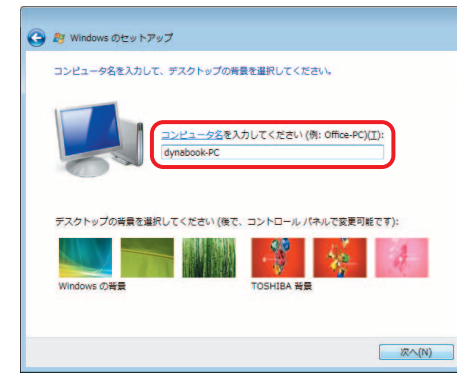 Windows のセットアップ
コンピュータ名を入力して、デスクトップの背景を選択してください。
コンピュータ名を入力してください (例: Office-PC)(T):
dynabook-PC
デスクトップの背景を選択してください (後で、コントロール パネルで変更可能です):
Windows の背景
TOSHIBA 背景
次へ(N)